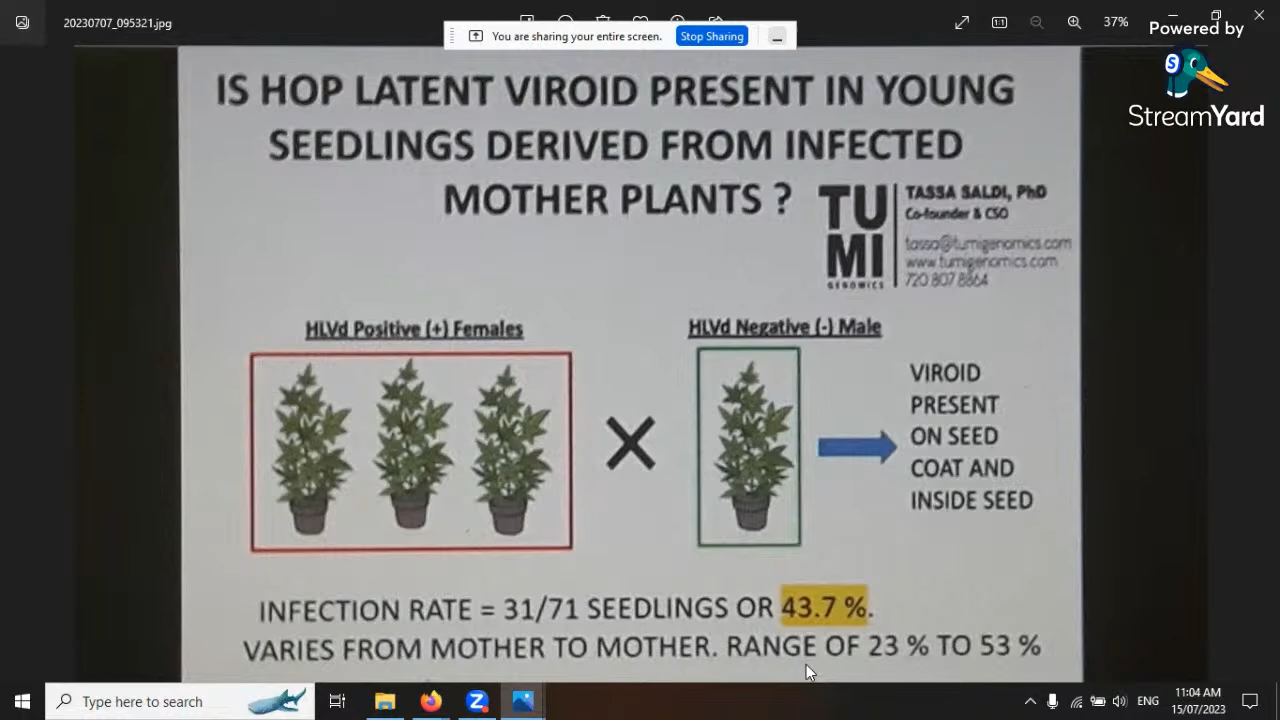 20230707_095321.jpg
37%
You are sharing your entire screen.
Stop Sharing
Powered by
StreamYard
IS HOP LATENT VIROID PRESENT IN YOUNG
SEEDLINGS DERIVED FROM INFECTED
MOTHER PLANTS ?
TU
MI
GENOMICS
TASSA SALDI, PhD
Co-founder & CSO
tassa@tumigenomics.com
www.tumigenomics.com
720.807.8864
HLVd Positive (+) Females
HLVd Negative (-) Male
VIROID
PRESENT
ON SEED
COAT AND
INSIDE SEED
INFECTION RATE = 31/71 SEEDLINGS OR 43.7 %.
VARIES FROM MOTHER TO MOTHER. RANGE OF 23 % TO 53 %
Type here to search
ENG
11:04 AM
15/07/2023